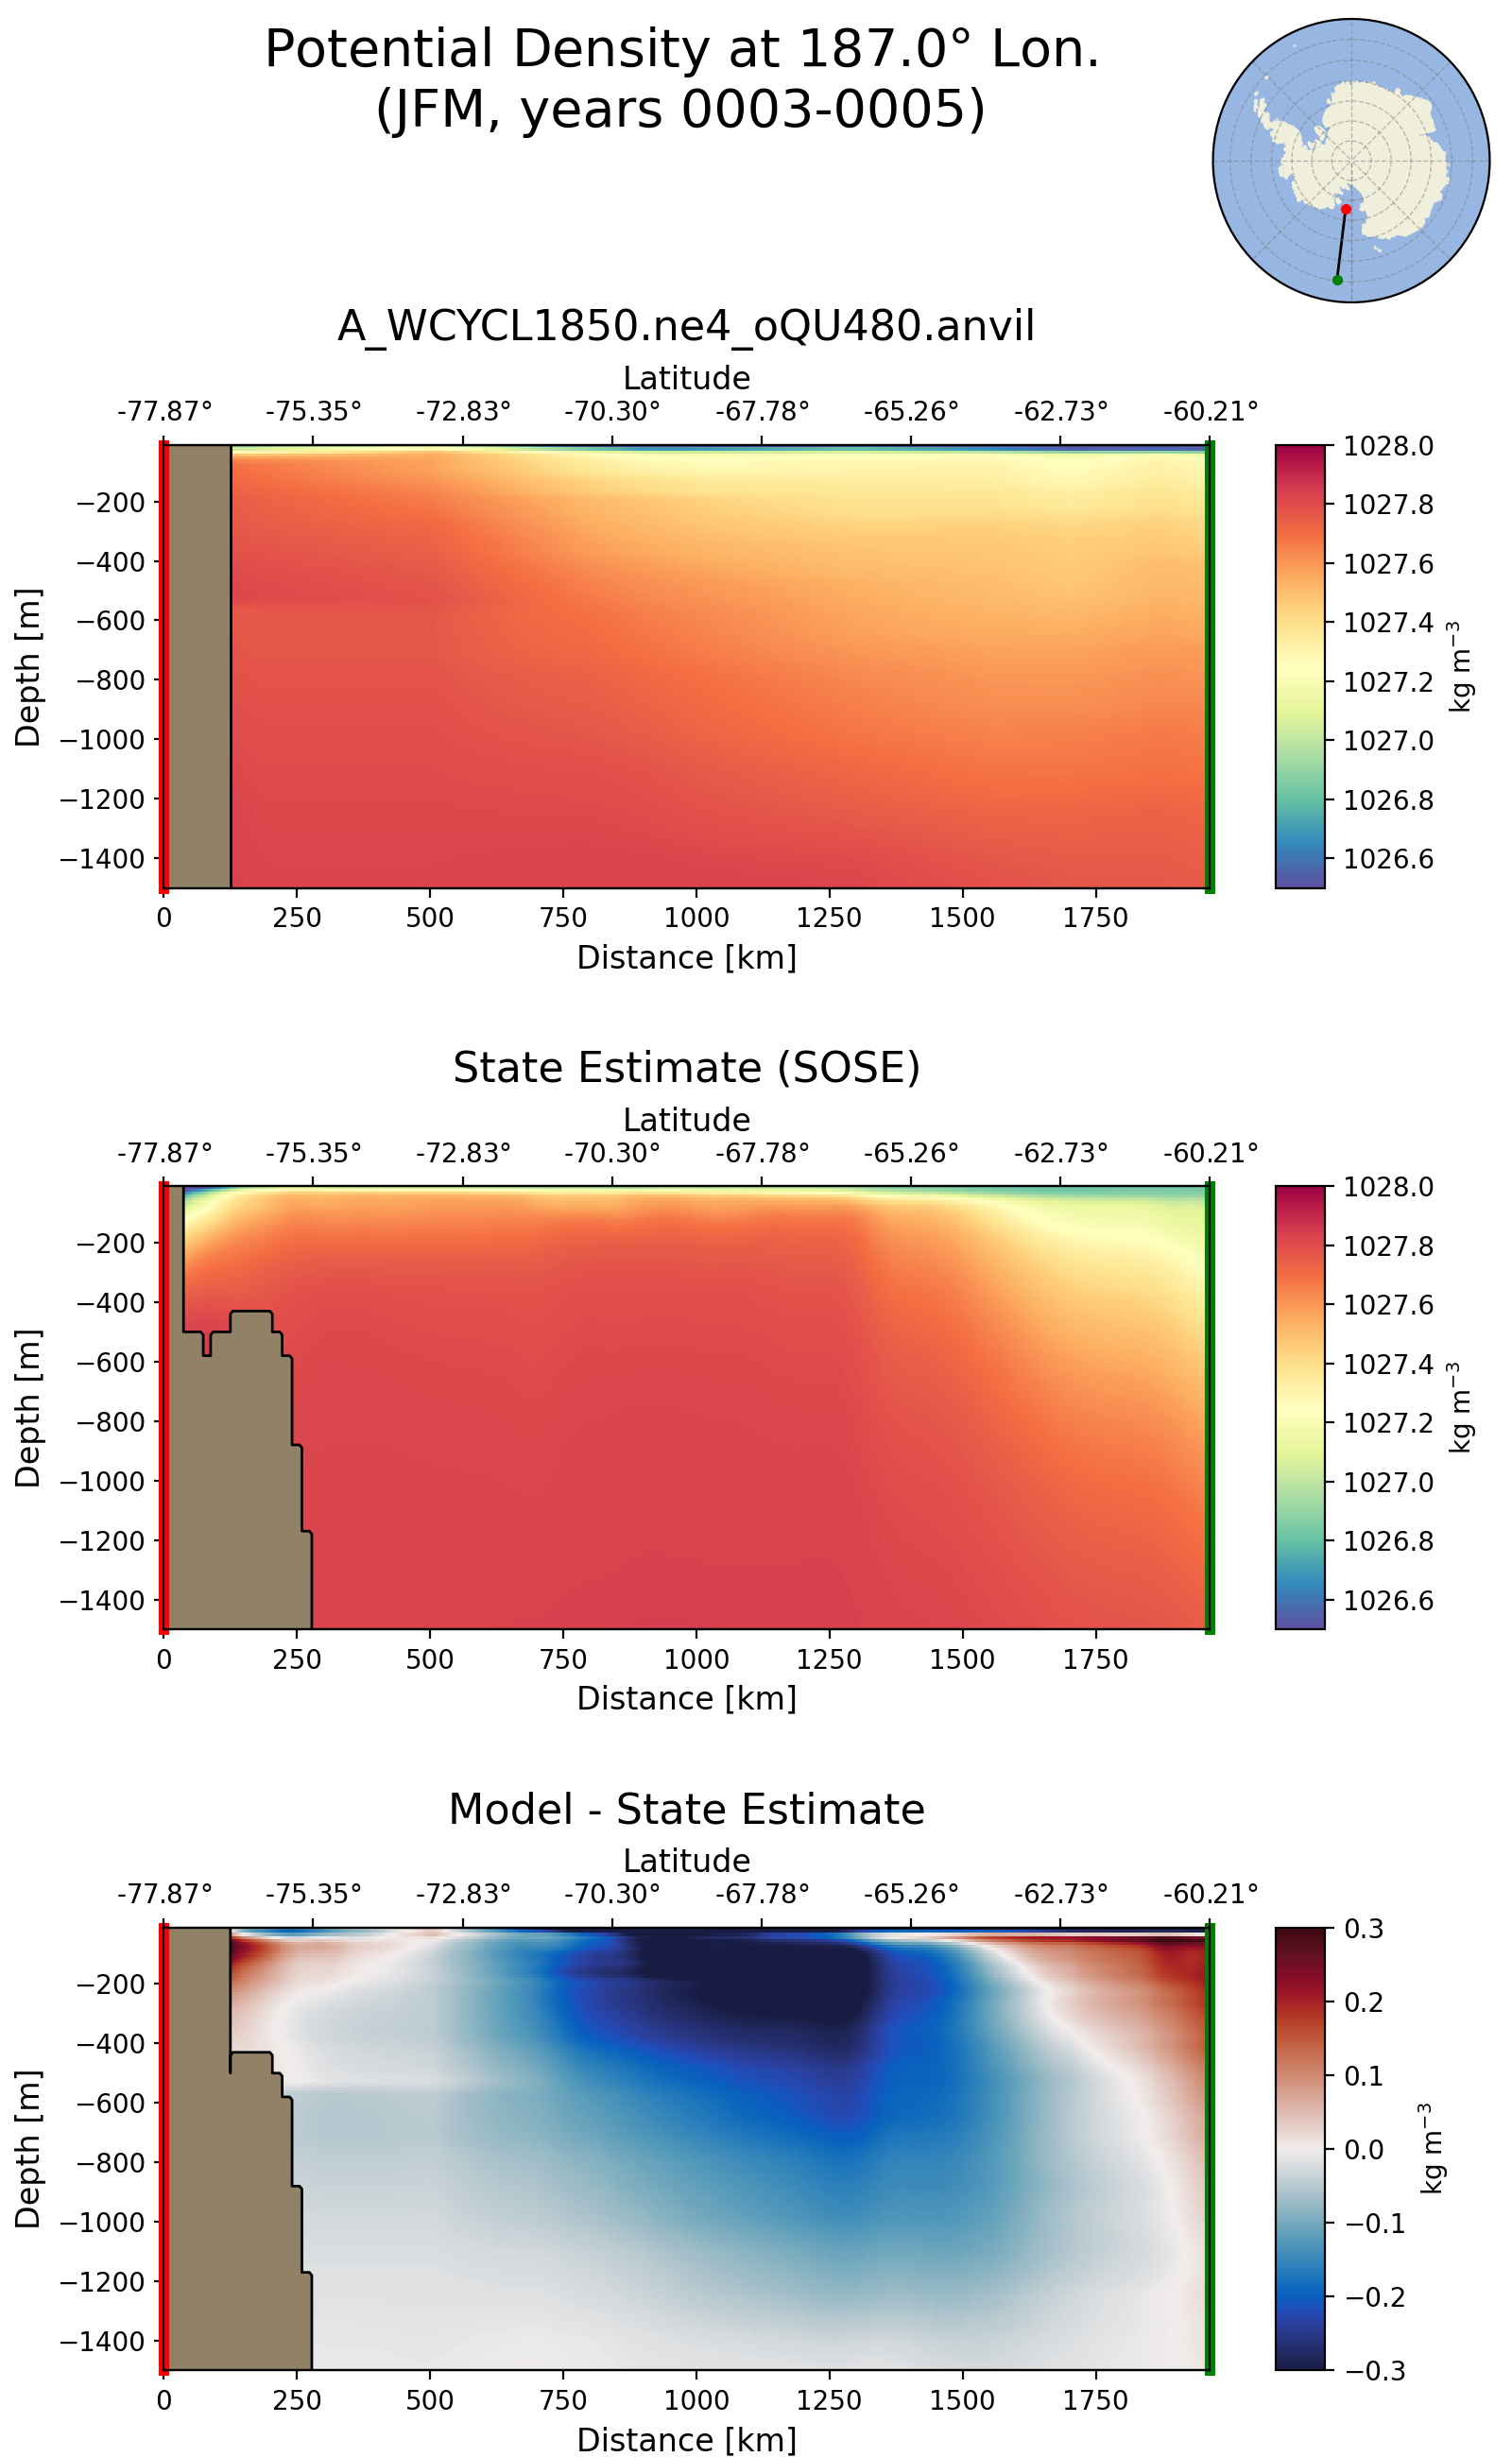 Potential Density at 187.0° Lon.
(JFM, years 0003-0005)
A_WCYCL1850.ne4_oQU480.anvil
Latitude
-77.87° -75.35° -72.83° -70.30° -67.78° -65.26° -62.73° -60.21°
Depth [m]
−200
−400
−600
−800
−1000
−1200
−1400
0 250 500 750 1000 1250 1500 1750
Distance [km]
1028.0
1027.8
1027.6
1027.4
1027.2
1027.0
1026.8
1026.6
kg m⁻³
State Estimate (SOSE)
Latitude
-77.87° -75.35° -72.83° -70.30° -67.78° -65.26° -62.73° -60.21°
Depth [m]
−200
−400
−600
−800
−1000
−1200
−1400
0 250 500 750 1000 1250 1500 1750
Distance [km]
1028.0
1027.8
1027.6
1027.4
1027.2
1027.0
1026.8
1026.6
kg m⁻³
Model - State Estimate
Latitude
-77.87° -75.35° -72.83° -70.30° -67.78° -65.26° -62.73° -60.21°
Depth [m]
−200
−400
−600
−800
−1000
−1200
−1400
0 250 500 750 1000 1250 1500 1750
Distance [km]
0.3
0.2
0.1
0.0
−0.1
−0.2
−0.3
kg m⁻³